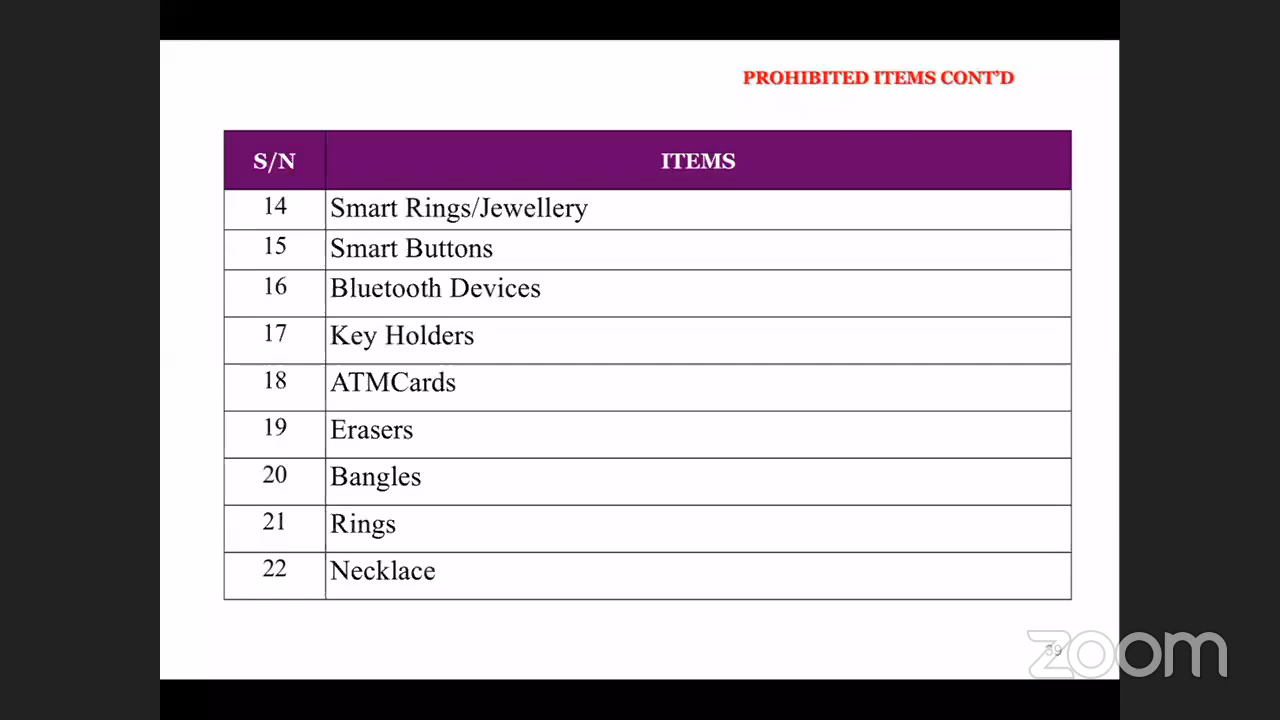 PROHIBITED ITEMS CONT’D
S/N ITEMS
14 Smart Rings/Jewellery
15 Smart Buttons
16 Bluetooth Devices
17 Key Holders
18 ATMCards
19 Erasers
20 Bangles
21 Rings
22 Necklace
39
zoom